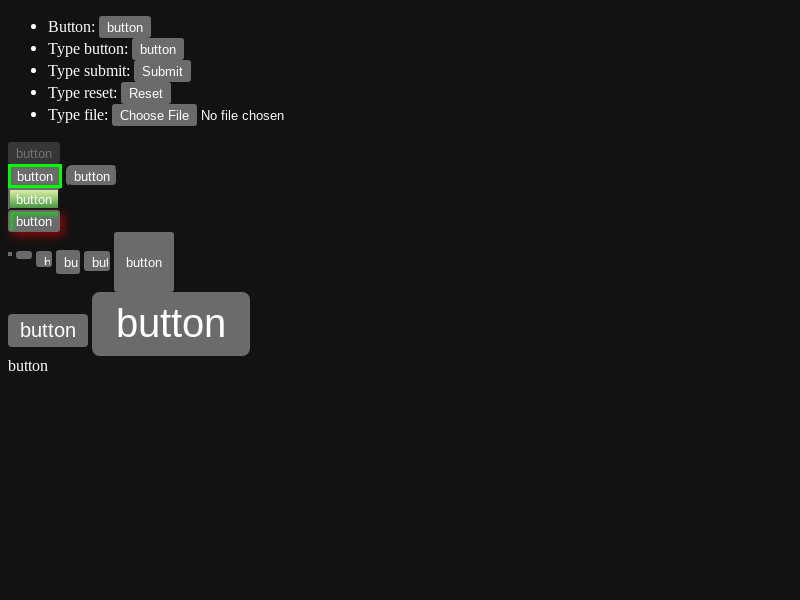 Button: button
Type button: button
Type submit: Submit
Type reset: Reset
Type file: Choose File No file chosen
button
button button
button
button
bu but button
button button
button